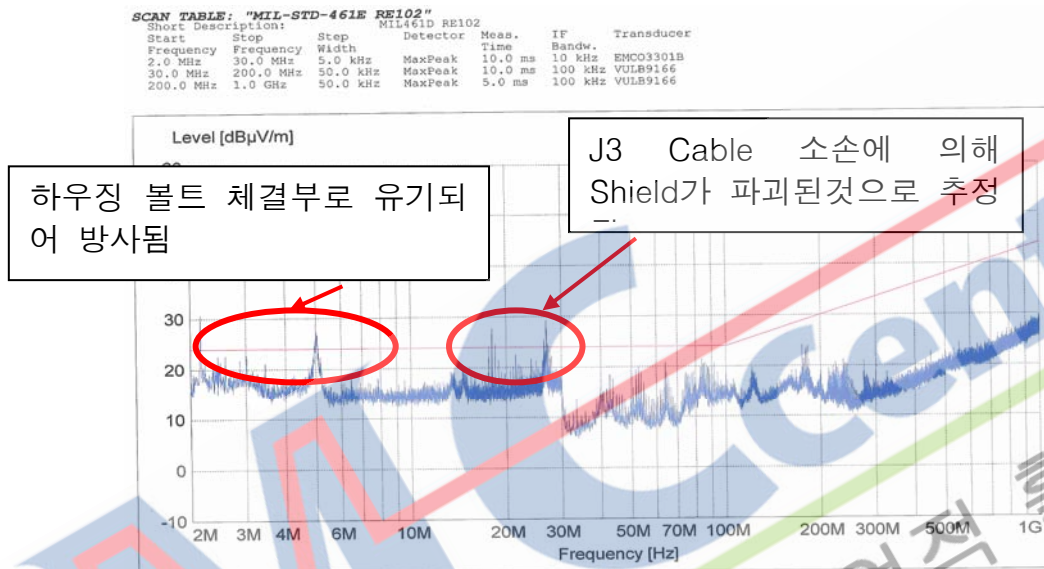 SCAN TABLE: "MIL-STD-461E RE102"
Short Description: MIL461D RE102
Start Stop Step Detector Meas. IF Transducer
Frequency Frequency Width Time Bandw.
2.0 MHz 30.0 MHz 5.0 kHz MaxPeak 10.0 ms 10 kHz EMCO3301B
30.0 MHz 200.0 MHz 50.0 kHz MaxPeak 10.0 ms 100 kHz VULB9166
200.0 MHz 1.0 GHz 50.0 kHz MaxPeak 5.0 ms 100 kHz VULB9166
Level [dBµV/m]
J3 Cable 소손에 의해
Shield가 파괴된것으로 추정
하우징 볼트 체결부로 유기되
어 방사됨
30
20
10
0
-10
2M 3M 4M 6M 10M 20M 30M 50M 70M 100M 200M 300M 500M 1G
Frequency [Hz]